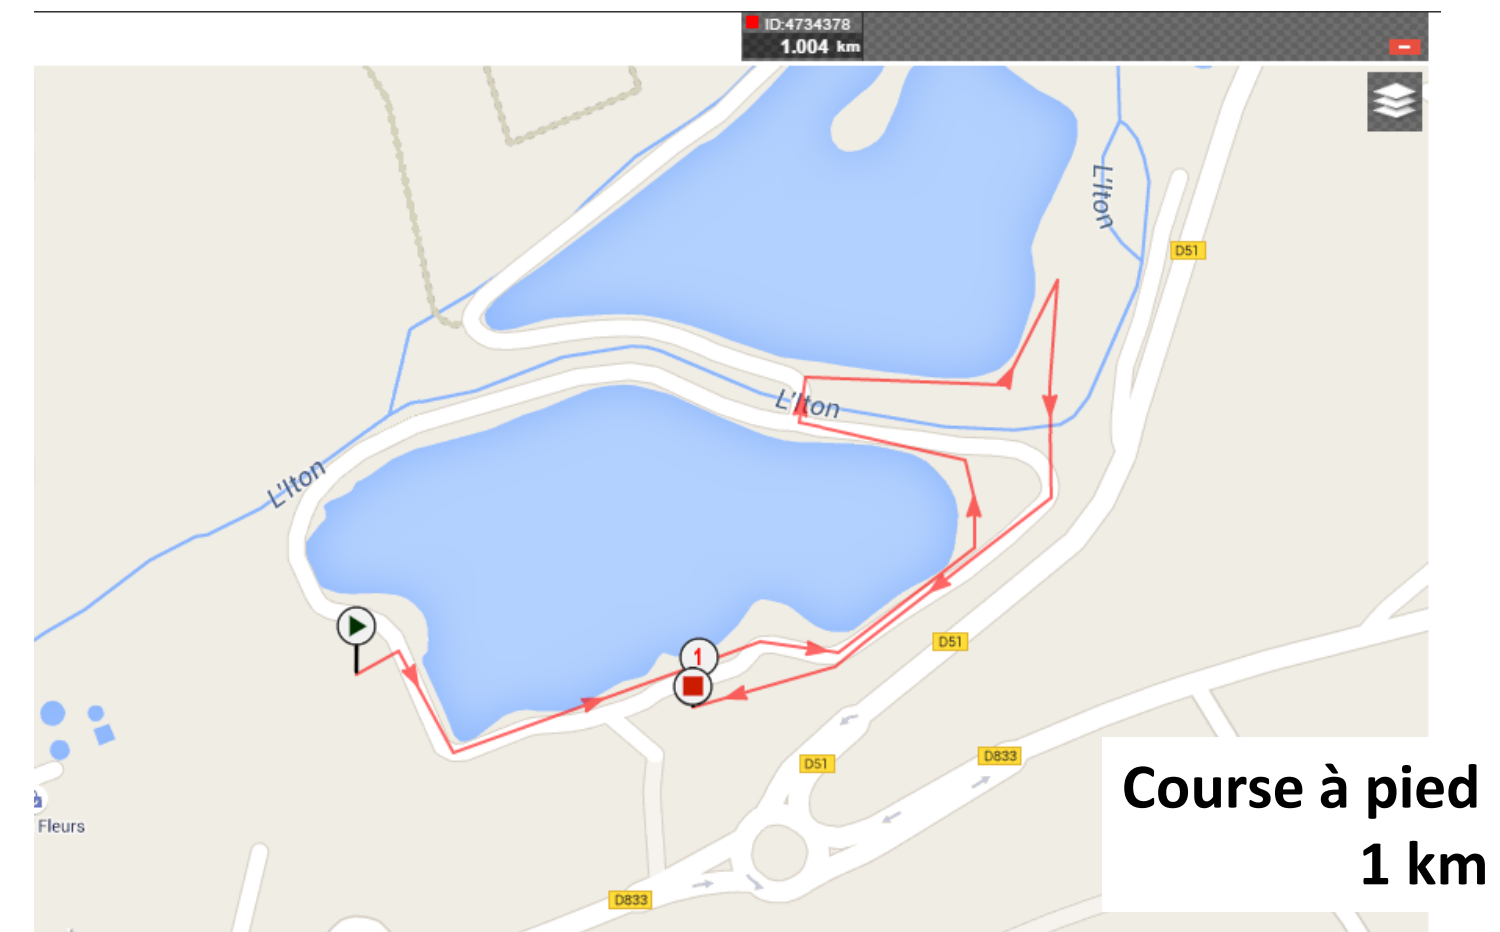 ID:4734378
1.004 km
L'Iton
D51
L'Iton
L'Iton
1
D51
D51
D833
Fleurs
D833
Course à pied
1 km